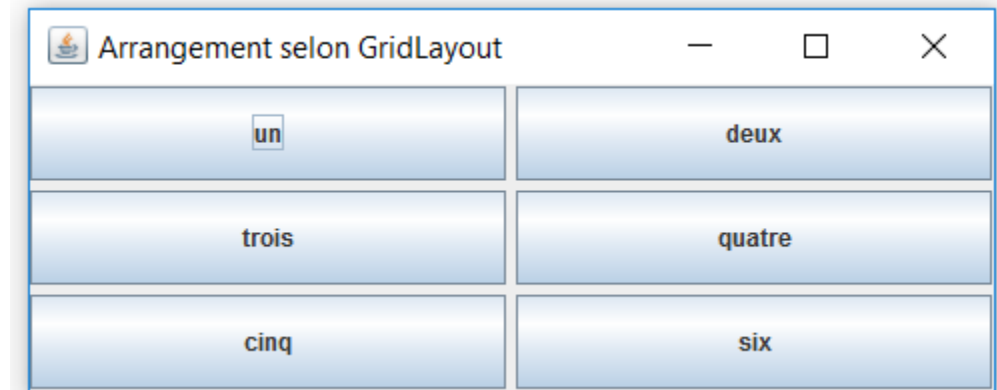 Arrangement selon GridLayout
un deux
trois quatre
cinq six